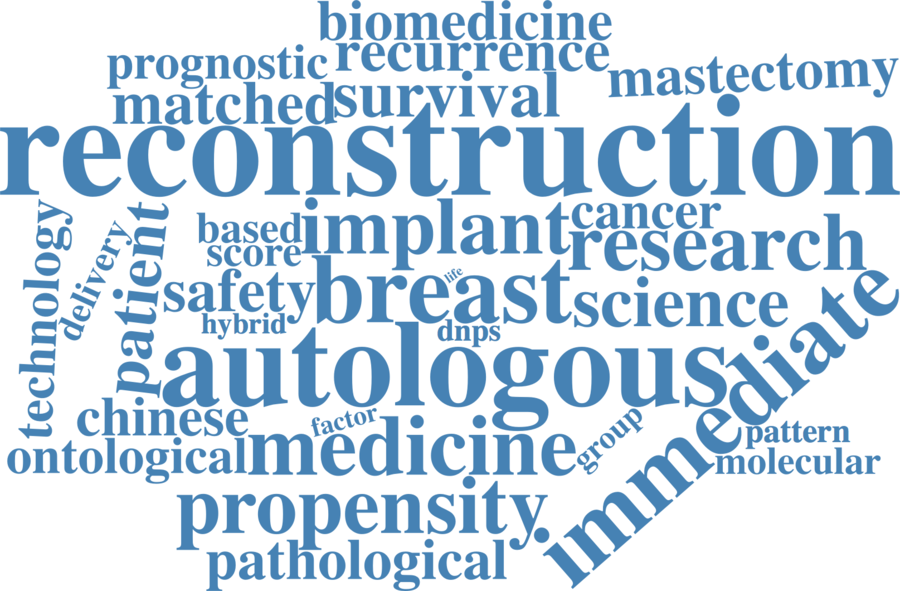 biomedicine
prognostic recurrence
mastectomy
matched survival
reconstruction
technology
delivery
patient
based implant cancer
score research
safety breast life science
hybrid dnps
autologous
immediate
chinese factor group pattern
ontological medicine molecular
propensity
pathological